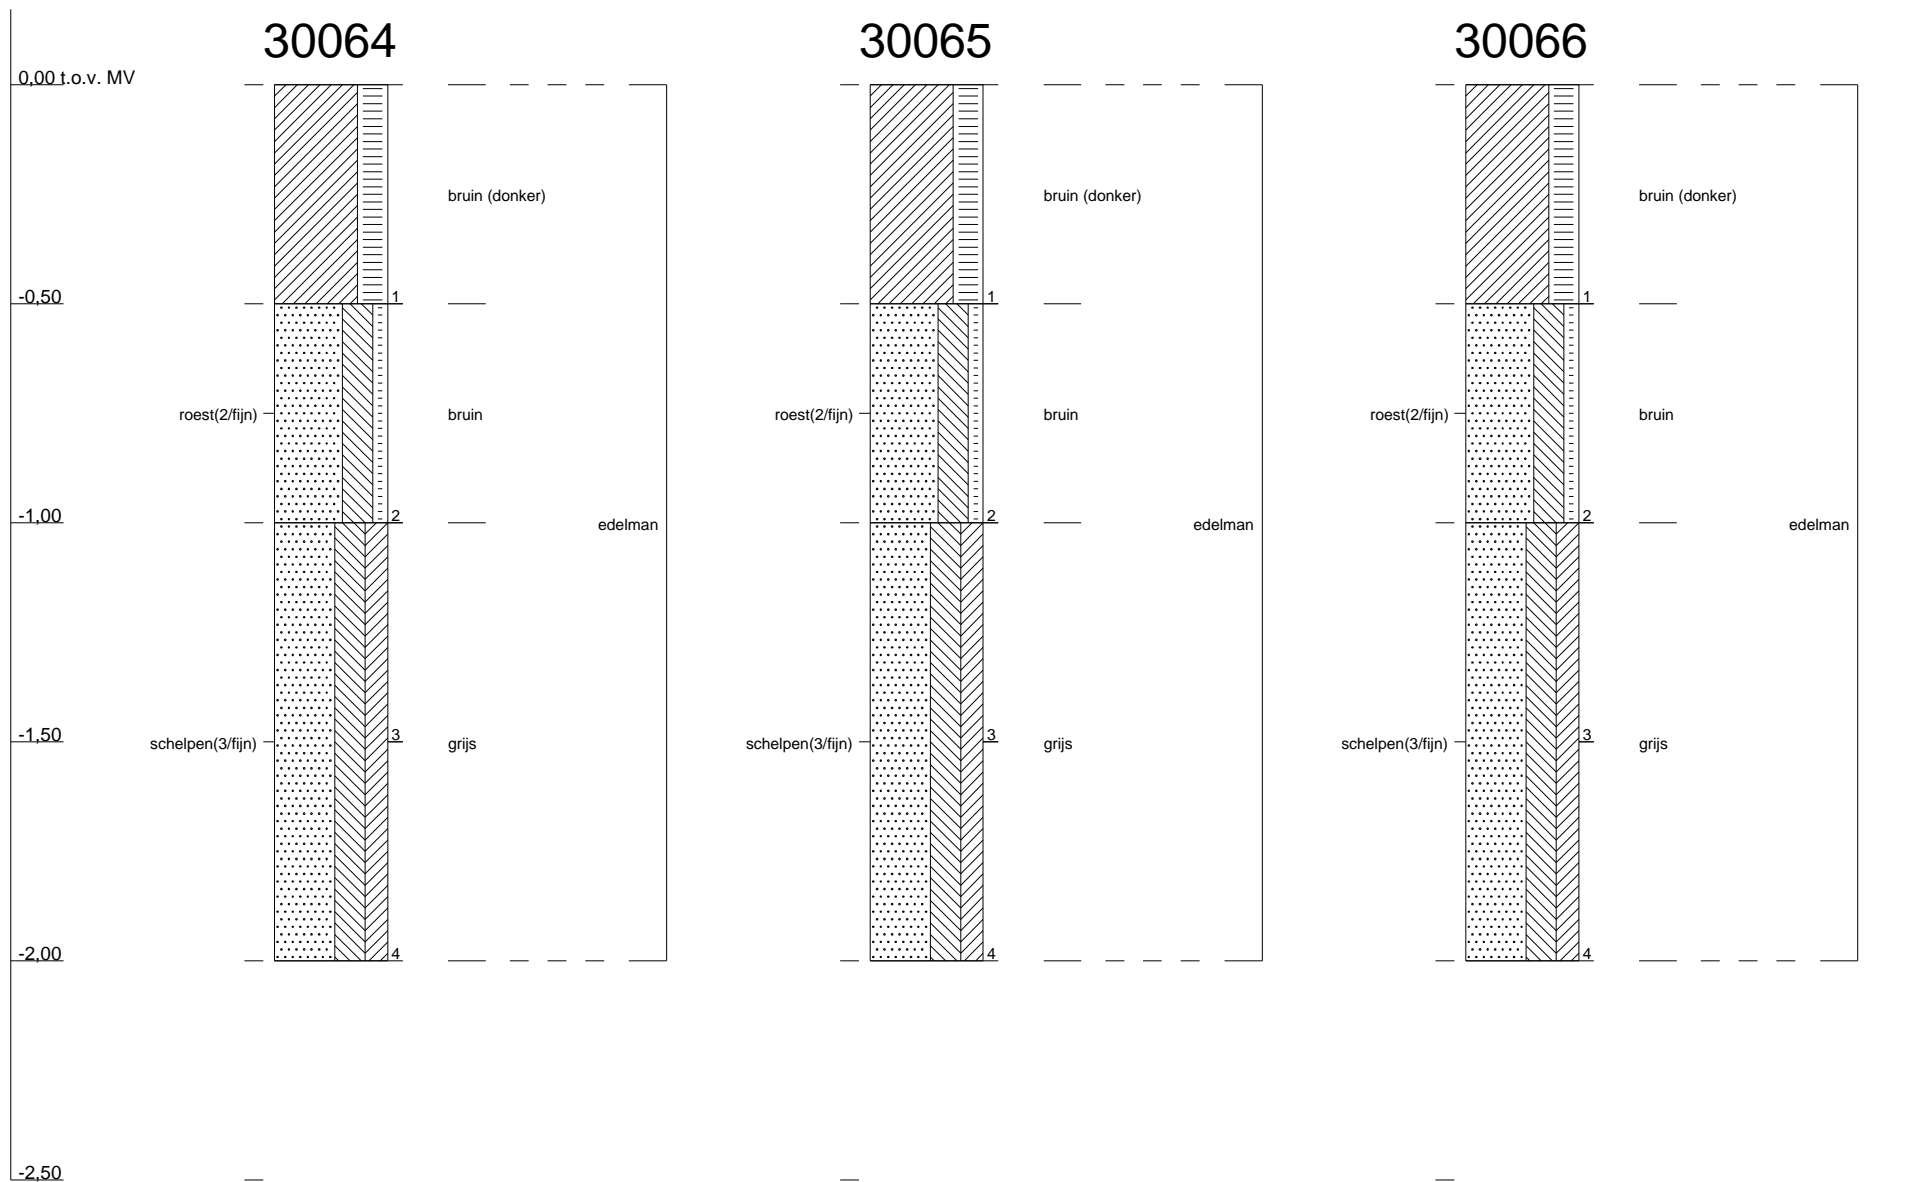 30064 30065 30066
0,00 t.o.v. MV
bruin (donker) bruin (donker) bruin (donker)
-0,50 1 1 1
roest(2/fijn) bruin roest(2/fijn) bruin roest(2/fijn) bruin
-1,00 2 2 2
edelman edelman edelman
-1,50 3 3 3
schelpen(3/fijn) grijs schelpen(3/fijn) grijs schelpen(3/fijn) grijs
-2,00 4 4 4
-2,50